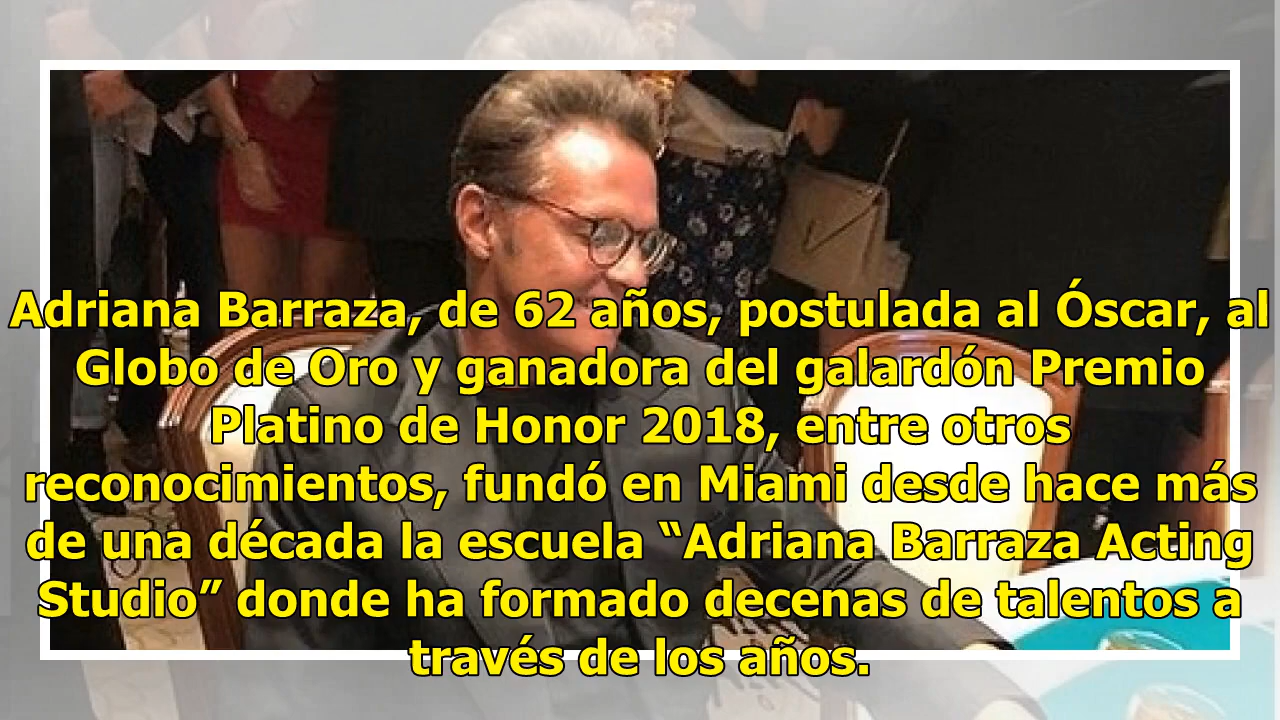 Adriana Barraza, de 62 años, postulada al Óscar, al
Globo de Oro y ganadora del galardón Premio
Platino de Honor 2018, entre otros
reconocimientos, fundó en Miami desde hace más
de una década la escuela “Adriana Barraza Acting
Studio” donde ha formado decenas de talentos a
través de los años.